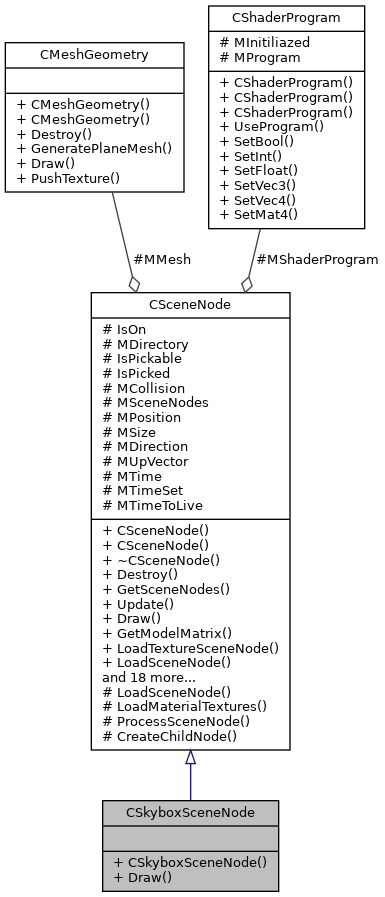 CShaderProgram
# MInitiliazed
# MProgram
+ CShaderProgram()
+ CShaderProgram()
+ CShaderProgram()
+ UseProgram()
+ SetBool()
+ SetInt()
+ SetFloat()
+ SetVec3()
+ SetVec4()
+ SetMat4()
CMeshGeometry
+ CMeshGeometry()
+ CMeshGeometry()
+ Destroy()
+ GeneratePlaneMesh()
+ Draw()
+ PushTexture()
#MMesh
#MShaderProgram
CSceneNode
# IsOn
# MDirectory
# IsPickable
# IsPicked
# MCollision
# MSceneNodes
# MPosition
# MSize
# MDirection
# MUpVector
# MTime
# MTimeSet
# MTimeToLive
+ CSceneNode()
+ CSceneNode()
+ ~CSceneNode()
+ Destroy()
+ GetSceneNodes()
+ Update()
+ Draw()
+ GetModelMatrix()
+ LoadTextureSceneNode()
+ LoadSceneNode()
and 18 more...
# LoadSceneNode()
# LoadMaterialTextures()
# ProcessSceneNode()
# CreateChildNode()
CSkyboxSceneNode
+ CSkyboxSceneNode()
+ Draw()